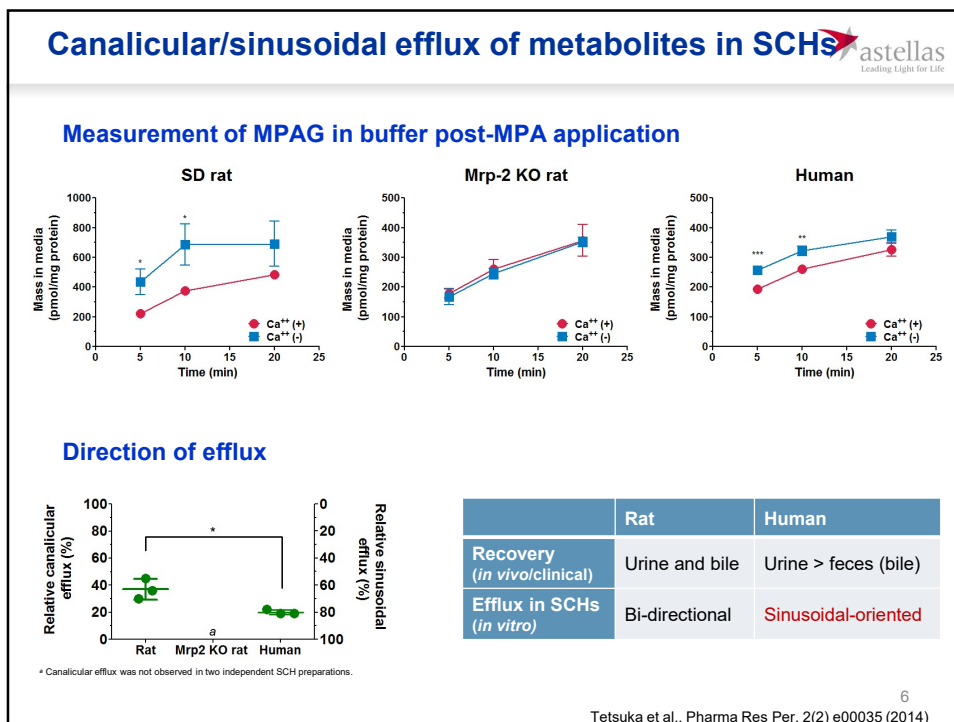 Canalicular/sinusoidal efflux of metabolites in SCHs
astellas
Leading Light for Life
Measurement of MPAG in buffer post-MPA application
SD rat
Mass in media
(pmol/mg protein)
1000
800
600
400
200
0
*
*
Ca++ (+)
Ca++ (-)
0 5 10 15 20 25
Time (min)
Mrp-2 KO rat
Mass in media
(pmol/mg protein)
500
400
300
200
100
0
Ca++ (+)
Ca++ (-)
0 5 10 15 20 25
Time (min)
Human
Mass in media
(pmol/mg protein)
500
400
300
200
100
0
***
**
Ca++ (+)
Ca++ (-)
0 5 10 15 20 25
Time (min)
Direction of efflux
Relative canalicular
efflux (%)
100
80
60
40
20
0
*
a
0
20
40
60
80
100
Relative sinusoidal
efflux (%)
Rat Mrp2 KO rat Human
a Canalicular efflux was not observed in two independent SCH preparations.
Rat Human
Recovery
(in vivo/clinical)
Urine and bile Urine > feces (bile)
Efflux in SCHs
(in vitro)
Bi-directional Sinusoidal-oriented
6
Tetsuka et al., Pharma Res Per. 2(2) e00035 (2014)